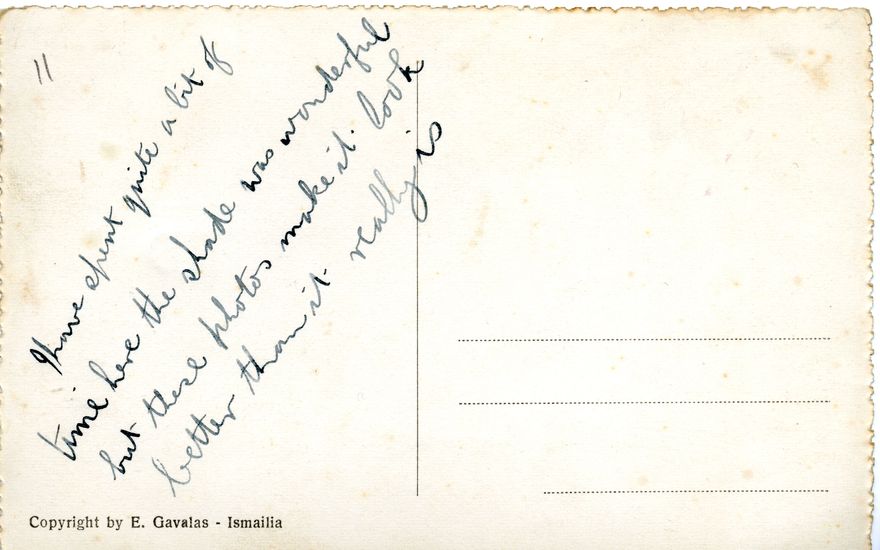 11
I have spent quite a bit of
time here the shade was wonderful
but these photos make it look
better than it really is
Copyright by E. Gavalas - Ismailia